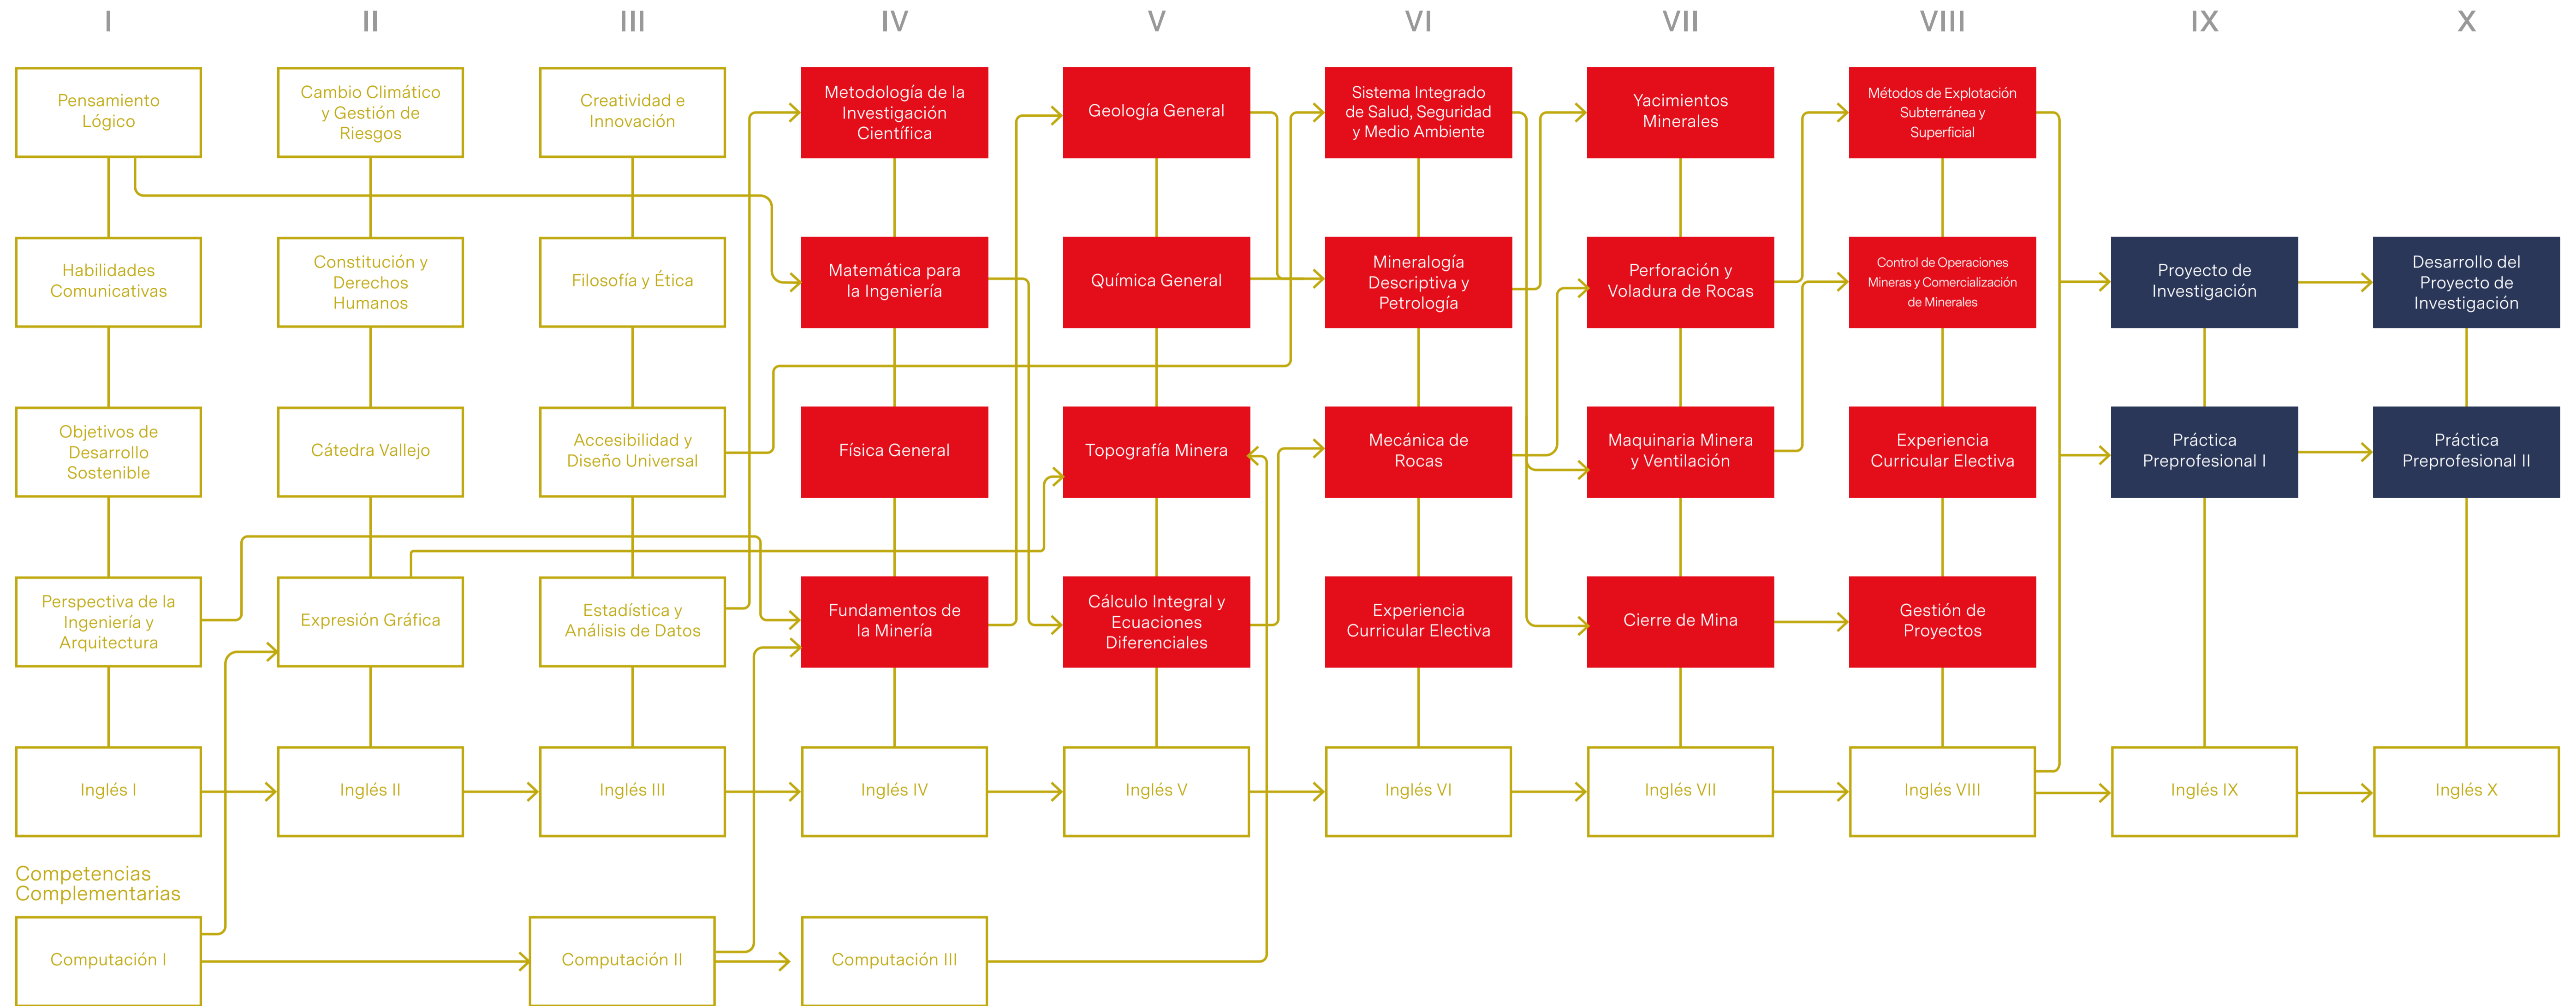 I
II
III
IV
V
VI
VII
VIII
IX
X
Pensamiento
Lógico
Cambio Climático
y Gestión de
Riesgos
Creatividad e
Innovación
Metodología de la
Investigación
Científica
Geología General
Sistema Integrado
de Salud, Seguridad
y Medio Ambiente
Yacimientos
Minerales
Métodos de Explotación
Subterránea y
Superficial
Habilidades
Comunicativas
Constitución y
Derechos
Humanos
Filosofía y Ética
Matemática para
la Ingeniería
Química General
Mineralogía
Descriptiva y
Petrología
Perforación y
Voladura de Rocas
Control de Operaciones
Mineras y Comercialización
de Minerales
Proyecto de
Investigación
Desarrollo del
Proyecto de
Investigación
Objetivos de
Desarrollo
Sostenible
Cátedra Vallejo
Accesibilidad y
Diseño Universal
Física General
Topografía Minera
Mecánica de
Rocas
Maquinaria Minera
y Ventilación
Experiencia
Curricular Electiva
Práctica
Preprofesional I
Práctica
Preprofesional II
Perspectiva de la
Ingeniería y
Arquitectura
Expresión Gráfica
Estadística y
Análisis de Datos
Fundamentos de
la Minería
Cálculo Integral y
Ecuaciones
Diferenciales
Experiencia
Curricular Electiva
Cierre de Mina
Gestión de
Proyectos
Inglés I
Inglés II
Inglés III
Inglés IV
Inglés V
Inglés VI
Inglés VII
Inglés VIII
Inglés IX
Inglés X
Competencias
Complementarias
Computación I
Computación II
Computación III